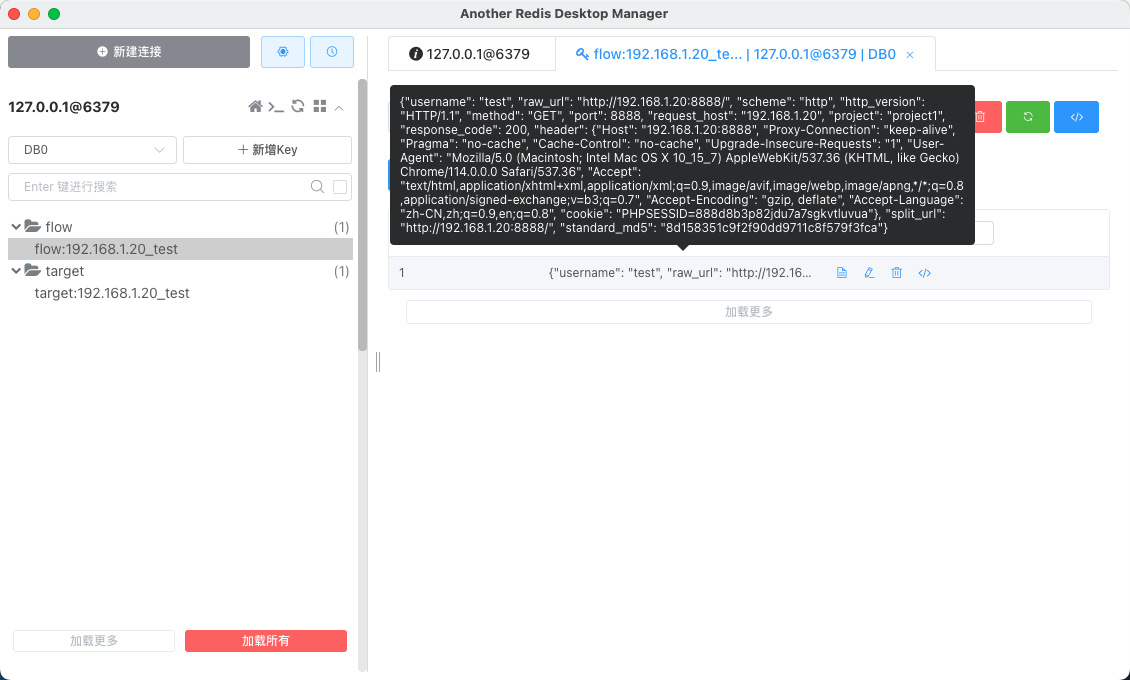 Another Redis Desktop Manager
新建连接
127.0.0.1@6379
DB0
新增Key
Enter 键进行搜索
flow
(1)
flow:192.168.1.20_test
target
(1)
target:192.168.1.20_test
加载更多
加载所有
127.0.0.1@6379
flow:192.168.1.20_te... | 127.0.0.1@6379 | DB0
{"username": "test", "raw_url": "http://192.168.1.20:8888/", "scheme": "http", "http_version":
"HTTP/1.1", "method": "GET", "port": 8888, "request_host": "192.168.1.20", "project": "project1",
"response_code": 200, "header": {"Host": "192.168.1.20:8888", "Proxy-Connection": "keep-alive",
"Pragma": "no-cache", "Cache-Control": "no-cache", "Upgrade-Insecure-Requests": "1", "User-
Agent": "Mozilla/5.0 (Macintosh; Intel Mac OS X 10_15_7) AppleWebKit/537.36 (KHTML, like Gecko)
Chrome/114.0.0.0 Safari/537.36", "Accept":
"text/html,application/xhtml+xml,application/xml;q=0.9,image/avif,image/webp,image/apng,*/*;q=0.8
,application/signed-exchange;v=b3;q=0.7", "Accept-Encoding": "gzip, deflate", "Accept-Language":
"zh-CN,zh;q=0.9,en;q=0.8", "cookie": "PHPSESSID=888d8b3p82jdu7a7sgkvtluvua"}, "split_url":
"http://192.168.1.20:8888/", "standard_md5": "8d158351c9f2f90dd9711c8f579f3fca"}
1
{"username": "test", "raw_url": "http://192.16...
加载更多